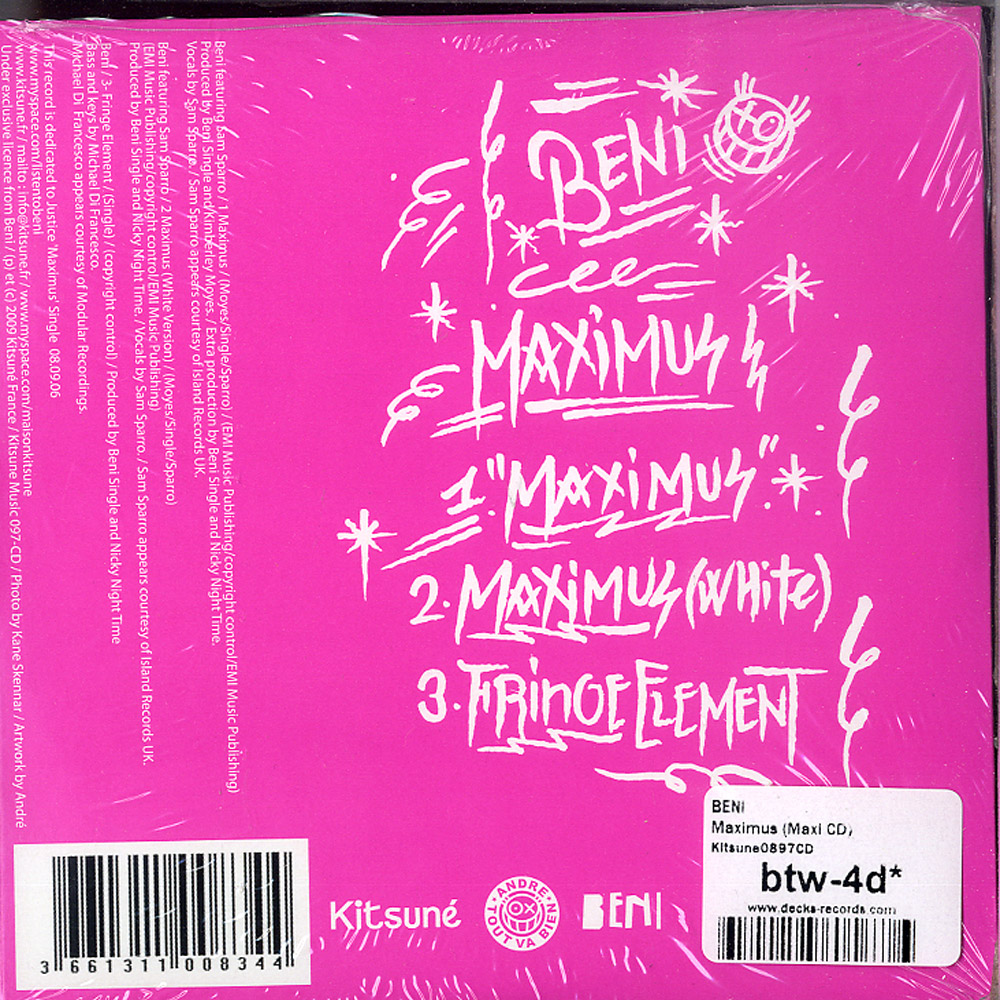 BENI
MAXIMUS
1. "MAXIMUS"
2. MAXIMUS (WHITE)
3. FRINGE ELEMENT
Beni featuring Sam Sparro / 1 Maximus / (Moyes/Single/Sparro) / (EMI Music Publishing/copyright control/EMI Music Publishing)
Produced by Beni Single and Kimberley Moyes. / Extra production by Beni Single and Nicky Night Time.
Vocals by Sam Sparro. / Sam Sparro appears courtesy of Island Records UK.
Beni featuring Sam Sparro / 2 Maximus (White Version) / (Moyes/Single/Sparro)
(EMI Music Publishing/copyright control/EMI Music Publishing)
Produced by Beni Single and Nicky Night Time. / Vocals by Sam Sparro. / Sam Sparro appears courtesy of Island Records UK.
Beni / 3- Fringe Element / (Single) / (copyright control) / Produced by Beni Single and Nicky Night Time
Bass and keys by Michael Di Francesco.
Michael Di Francesco appears courtesy of Modular Recordings.
This record is dedicated to Justice 'Maximus' Single 08.09.06
www.myspace.com/listentobeni
www.kitsune.fr / mailto : info@kitsune.fr / www.myspace.com/maisonkitsune
Under exclusive licence from Beni / (p) et (c) 2009 Kitsuné France / Kitsune Music 097-CD / Photo by Kane Skennar / Artwork by André
3 661311 008344
Kitsuné
ANDRE
TOUT VA BIEN
BENI
BENI
Maximus (Maxi CD)
Kitsune0897CD
btw-4d*
www.decks-records.com